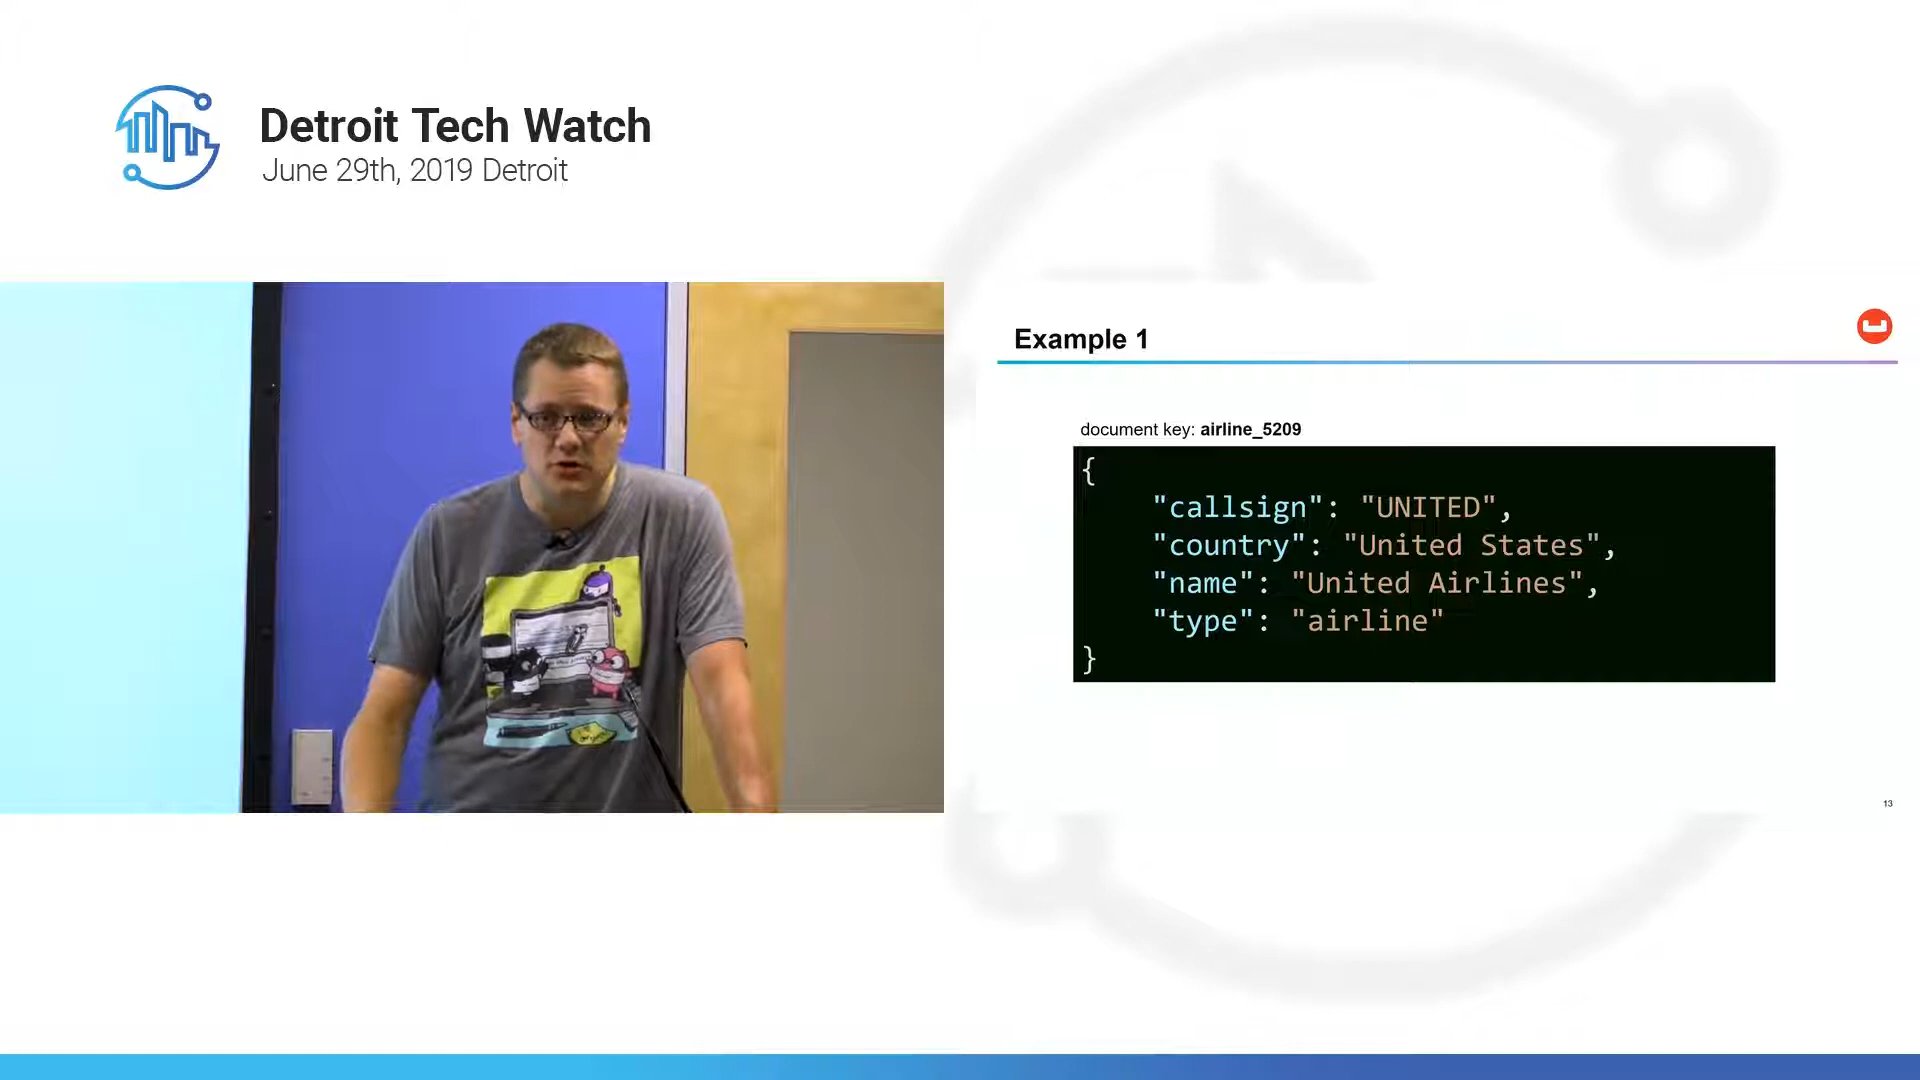 Detroit Tech Watch
June 29th, 2019 Detroit
Example 1
document key: airline_5209
{
"callsign": "UNITED",
"country": "United States",
"name": "United Airlines",
"type": "airline"
}
13